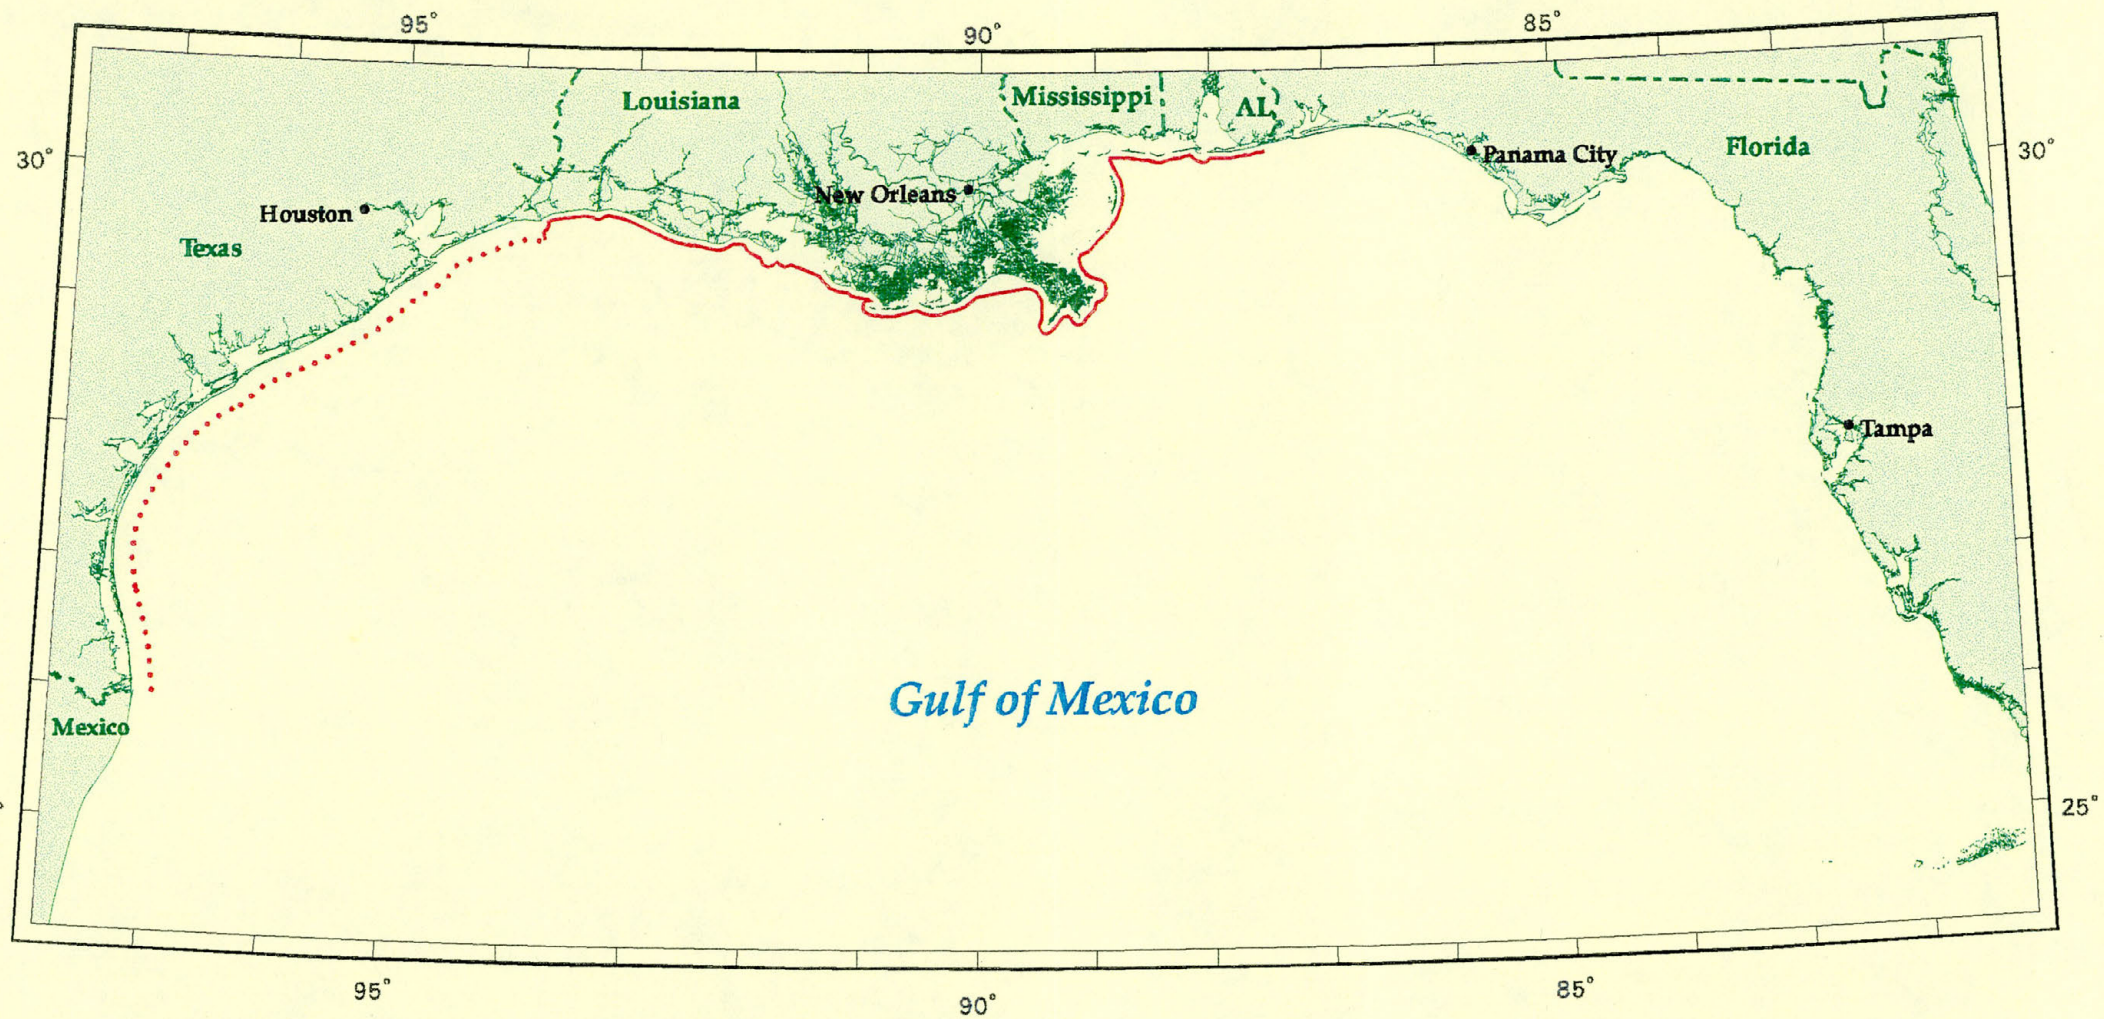 95°
90°
85°
Louisiana
Mississippi
AL
30°
Panama City
Florida
30°
New Orleans
Houston
Texas
Tampa
Gulf of Mexico
Mexico
25°
95°
90°
85°